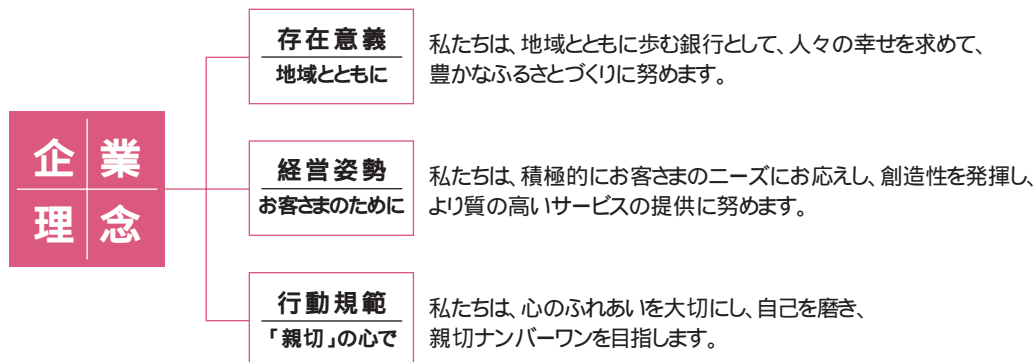 企業
理念
存在意義
地域とともに
私たちは、地域とともに歩む銀行として、人々の幸せを求めて、
豊かなふるさとづくりに努めます。
経営姿勢
お客さまのために
私たちは、積極的にお客さまのニーズにお応えし、創造性を発揮し、
より質の高いサービスの提供に努めます。
行動規範
「親切」の心で
私たちは、心のふれあいを大切にし、自己を磨き、
親切ナンバーワンを目指します。